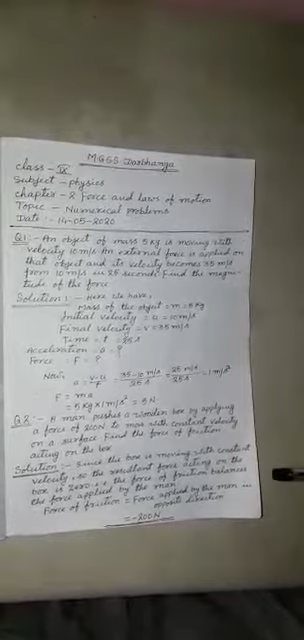 MGSS Darbhanga
Class - IX
Subject - physics
Chapter - 2 Force and laws of motion
Topic - Numerical problems
Date :- 14-05-2020
Q1:- An object of mass 5 kg is moving with
velocity 10 m/s. An external force is applied on
that object and its velocity becomes 35 m/s
from 10 m/s in 25 seconds. Find the magni-
tude of the force
Solution :- Here we have,
Mass of the object = m = 5 kg
Initial velocity = u = 10 m/s
Final velocity = v = 35 m/s
Time = t = 25 s
Acceleration = a = ?
Force = F = ?
Now, a = v-u/t = 35-10 m/s/25 s = 25 m/s/25 s = 1 m/s²
F = ma
= 5 kg × 1 m/s² = 5 N
Q2:- A man pushes a wooden box by applying
a force of 200N to move with constant velocity
on a surface. Find the force of friction
acting on the box
Solution :- Since the box is moving with constant
velocity, so the resultant force acting on the
box is zero i.e the force of friction balances
the force applied by the man
Force of friction = Force applied by the man in
opposite direction
= -200N